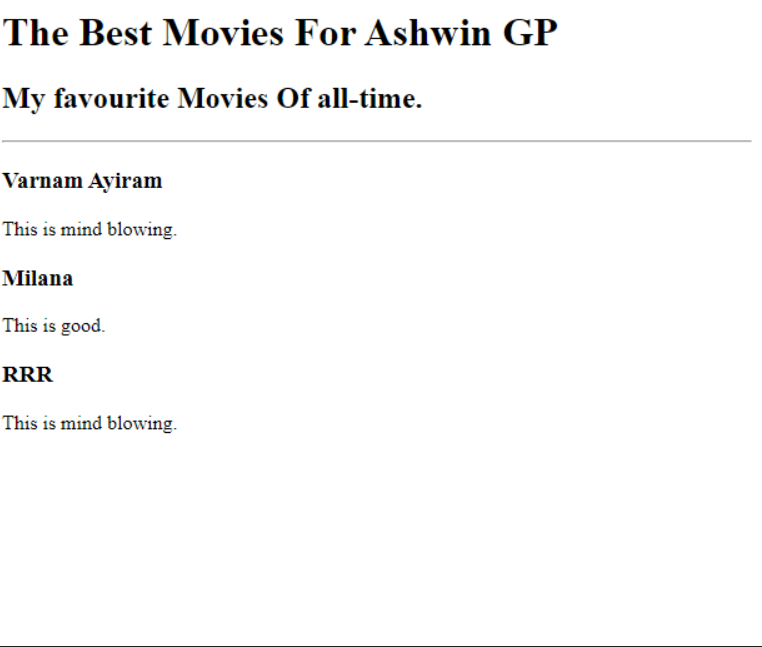 The Best Movies For Ashwin GP
My favourite Movies Of all-time.
Varnam Ayiram
This is mind blowing.
Milana
This is good.
RRR
This is mind blowing.